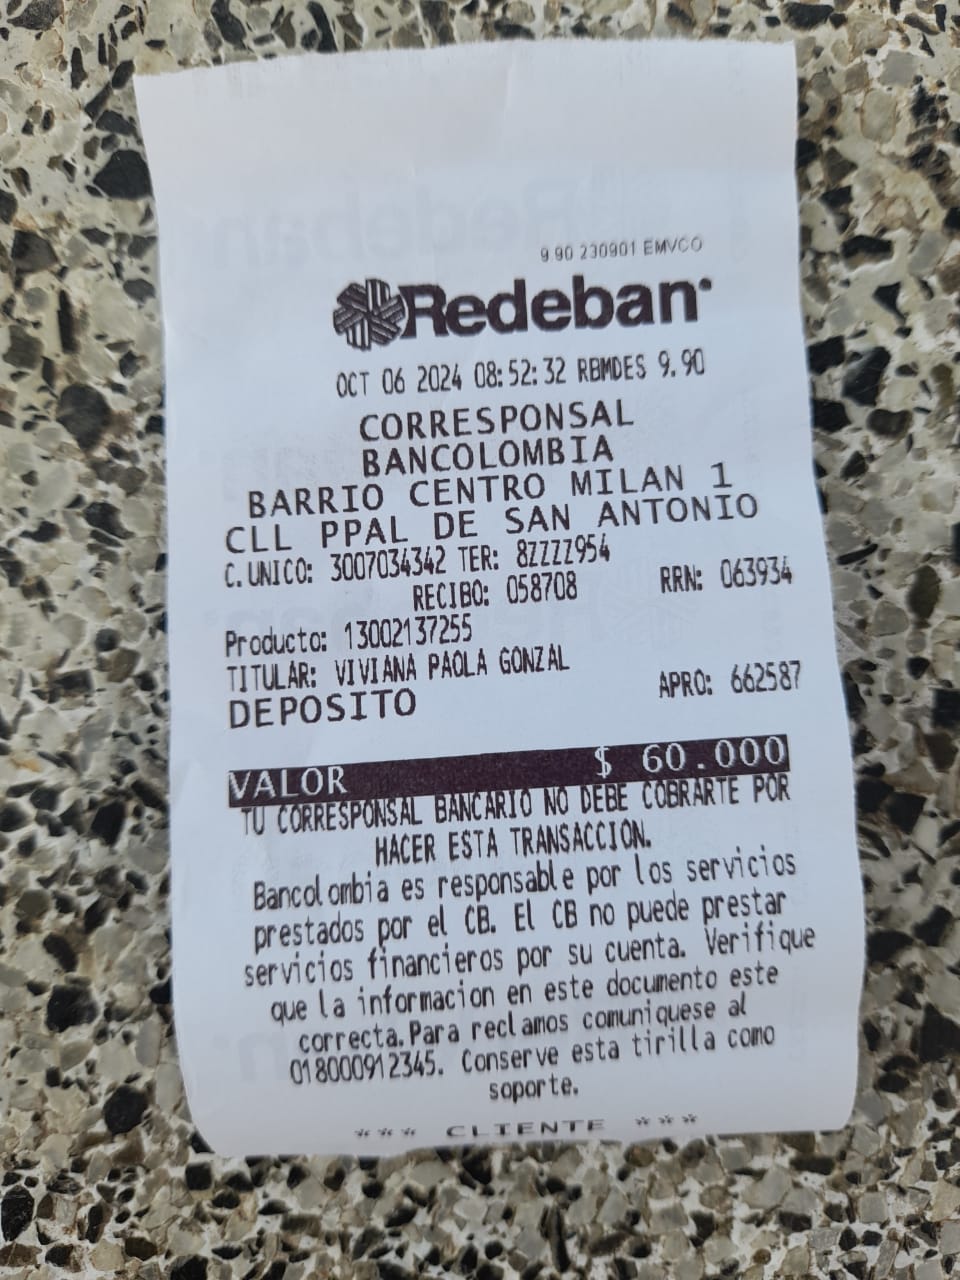 9.90 230901 EMVCO
Redeban
OCT 06 2024 08:52:32 RBMDES 9.90
CORRESPONSAL
BANCOLOMBIA
BARRIO CENTRO MILAN 1
CLL PPAL DE SAN ANTONIO
C.UNICO: 3007034342 TER: 8ZZZZ954
RECIBO: 058708 RRN: 063934
Producto: 13002137255
TITULAR: VIVIANA PAOLA GONZAL
DEPOSITO APRO: 662587
VALOR $ 60.000
TU CORRESPONSAL BANCARIO NO DEBE COBRARTE POR
HACER ESTA TRANSACCION.
Bancolombia es responsable por los servicios
prestados por el CB. El CB no puede prestar
servicios financieros por su cuenta. Verifique
que la informacion en este documento este
correcta.Para reclamos comuniquese al
018000912345. Conserve esta tirilla como
soporte.
*** CLIENTE ***